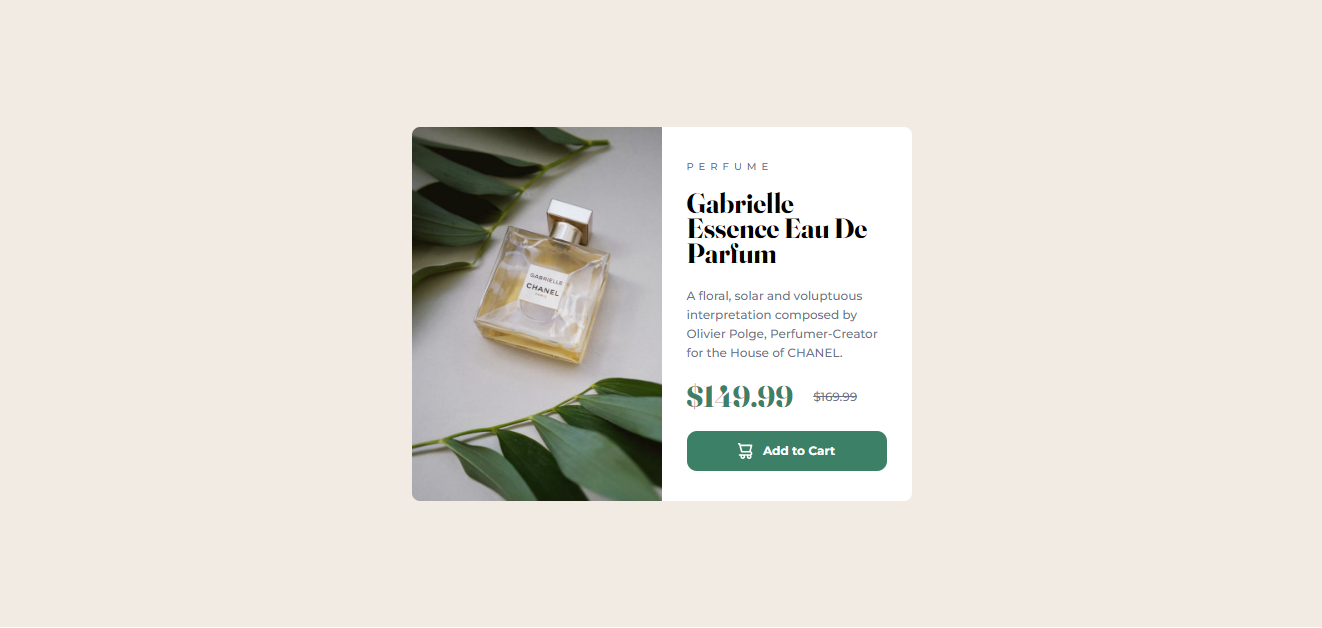 GABRIELLE
CHANEL
PARIS
PERFUME
Gabrielle
Essence Eau De
Parfum
A floral, solar and voluptuous
interpretation composed by
Olivier Polge, Perfumer-Creator
for the House of CHANEL.
$149.99 $169.99
Add to Cart